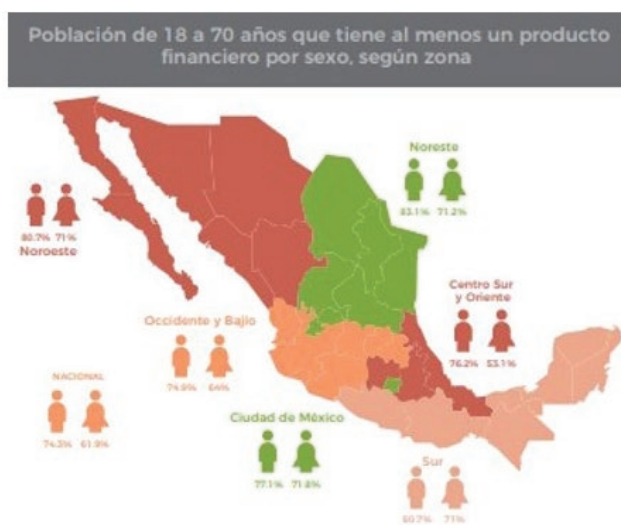 Población de 18 a 70 años que tiene al menos un producto
financiero por sexo, según zona
Noreste
83.1% 71.2%
80.7% 71%
Noroeste
Centro Sur
y Oriente
76.2% 53.1%
Occidente y Bajío
74.9% 64%
NACIONAL
74.3% 61.9%
Ciudad de México
77.1% 71.8%
Sur
71%